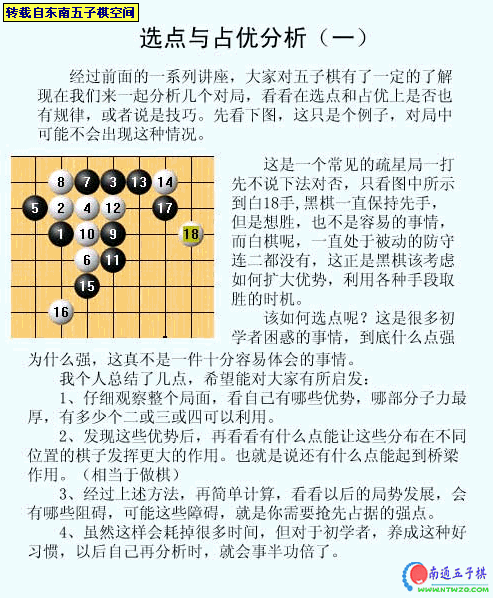 转载自东南五子棋空间
选点与占优分析（一）
经过前面的一系列讲座，大家对五子棋有了一定的了解
现在我们来一起分析几个对局，看看在选点和占优上是否也
有规律，或者说是技巧。先看下图，这只是个例子，对局中
可能不会出现这种情况。
8 7 3 13 14
5 2 4 12 17
1 10 9 18
6 11
15
16
这是一个常见的疏星局一打
先不说下法对否，只看图中所示
到白18手,黑棋一直保持先手，
但是想胜，也不是容易的事情，
而白棋呢，一直处于被动的防守
连二都没有，这正是黑棋该考虑
如何扩大优势，利用各种手段取
胜的时机。
该如何选点呢？这是很多初
学者困惑的事情，到底什么点强
为什么强，这真不是一件十分容易体会的事情。
我个人总结了几点，希望能对大家有所启发：
1、仔细观察整个局面，看自己有哪些优势，哪部分子力最
厚，有多少个二或三或四可以利用。
2、发现这些优势后，再看看有什么点能让这些分布在不同
位置的棋子发挥更大的作用。也就是说还有什么点能起到桥梁
作用。（相当于做棋）
3、经过上述方法，再简单计算，看看以后的局势发展，会
有哪些阻碍，可能这些障碍，就是你需要抢先占据的强点。
4、虽然这样会耗掉很多时间，但对于初学者，养成这种好
习惯，以后自己再分析时，就会事半功倍了。
南通五子棋
WWW.NTWZQ.COM